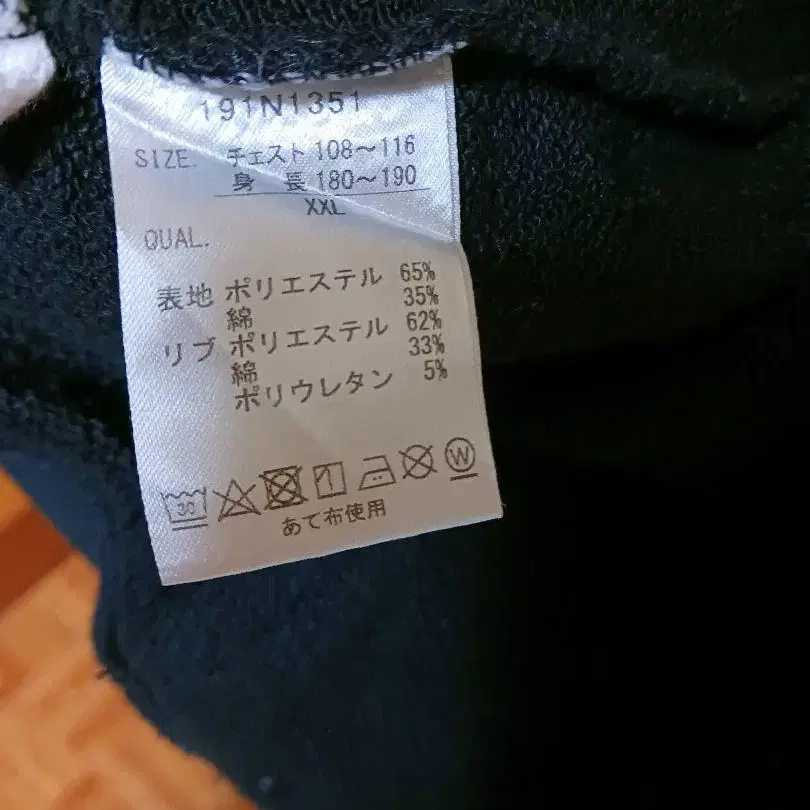 191N1351
SIZE. チェスト 108～116
身 長 180～190
XXL
QUAL.
表地 ポリエステル 65%
綿 35%
リブ ポリエステル 62%
綿 33%
ポリウレタン 5%
30 W
あて布使用